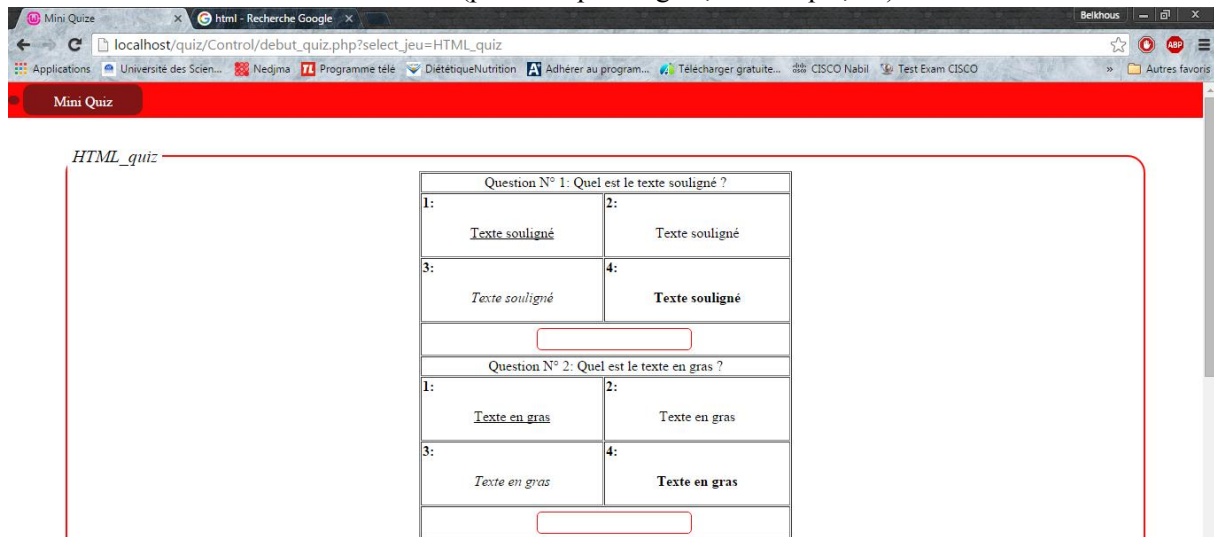 Mini Quize
html - Recherche Google
Belkhous
localhost/quiz/Control/debut_quiz.php?select_jeu=HTML_quiz
ABP
Applications Université des Scien... Nedjma Programme télé DiététiqueNutrition Adhérer au program... Télécharger gratuite... CISCO Nabil Test Exam CISCO » Autres favoris
Mini Quiz
HTML_quiz
Question N° 1: Quel est le texte souligné ?
1: 2:
Texte souligné Texte souligné
3: 4:
Texte souligné Texte souligné
Question N° 2: Quel est le texte en gras ?
1: 2:
Texte en gras Texte en gras
3: 4:
Texte en gras Texte en gras